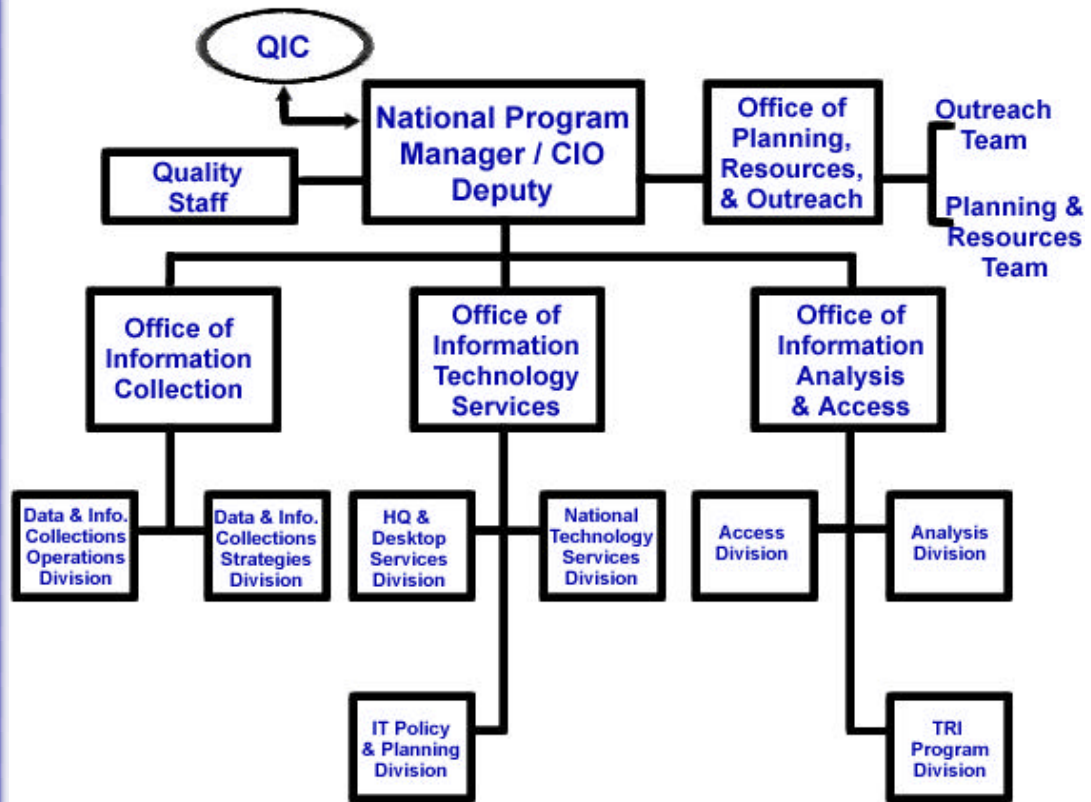 QIC
National Program
Manager / CIO
Deputy
Office of
Planning,
Resources,
& Outreach
Outreach
Team
Planning &
Resources
Team
Quality
Staff
Office of
Information
Collection
Office of
Information
Technology
Services
Office of
Information
Analysis
& Access
Data & Info.
Collections
Operations
Division
Data & Info.
Collections
Strategies
Division
HQ &
Desktop
Services
Division
National
Technology
Services
Division
Access
Division
Analysis
Division
IT Policy
& Planning
Division
TRI
Program
Division